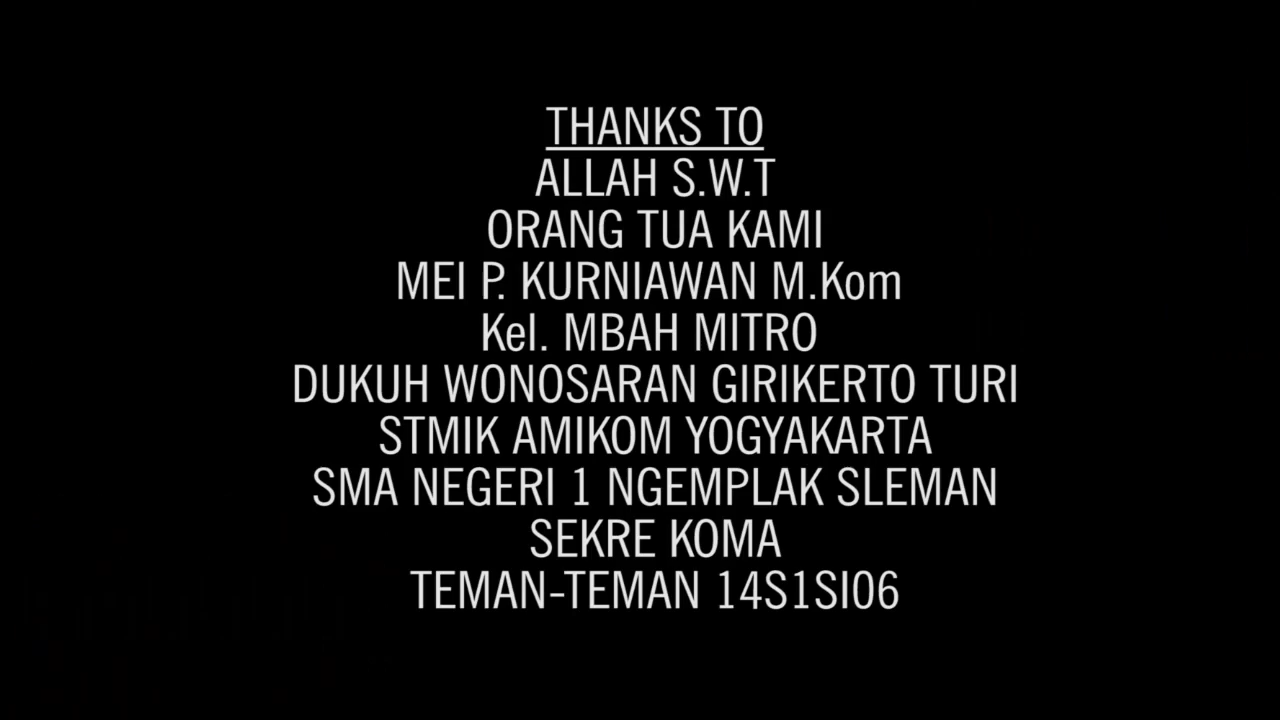 THANKS TO
ALLAH S.W.T
ORANG TUA KAMI
MEI P. KURNIAWAN M.Kom
Kel. MBAH MITRO
DUKUH WONOSARAN GIRIKERTO TURI
STMIK AMIKOM YOGYAKARTA
SMA NEGERI 1 NGEMPLAK SLEMAN
SEKRE KOMA
TEMAN-TEMAN 14S1SI06